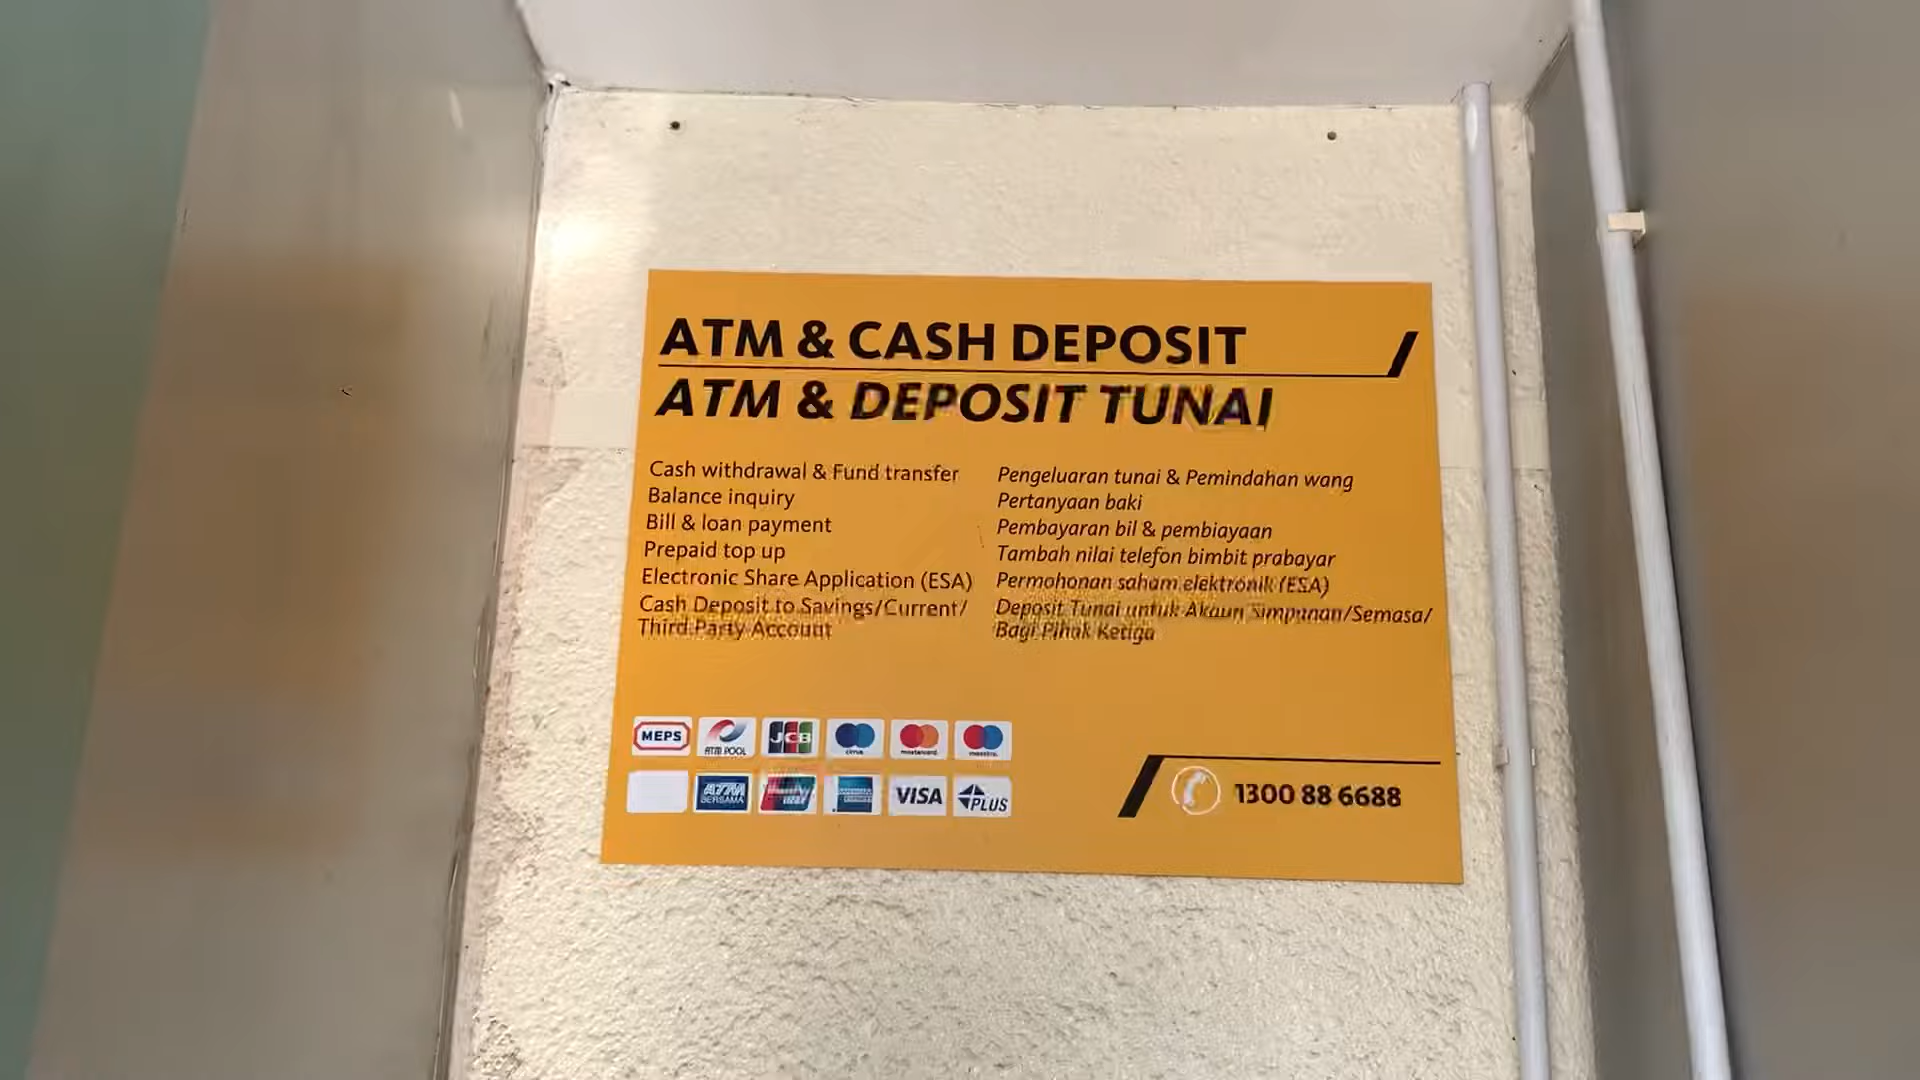 ATM & CASH DEPOSIT
ATM & DEPOSIT TUNAI
Cash withdrawal & Fund transfer
Balance inquiry
Bill & loan payment
Prepaid top up
Electronic Share Application (ESA)
Cash Deposit to Savings/Current/
Third Party Account
Pengeluaran tunai & Pemindahan wang
Pertanyaan baki
Pembayaran bil & pembiayaan
Tambah nilai telefon bimbit prabayar
Permohonan saham elektronik (ESA)
Deposit Tunai untuk Akaun Simpanan/Semasa/
Bagi Pihak Ketiga
MEPS
ATM POOL
JCB
cirrus
mastercard
maestro
ATM BERSAMA
VISA
PLUS
1300 88 6688